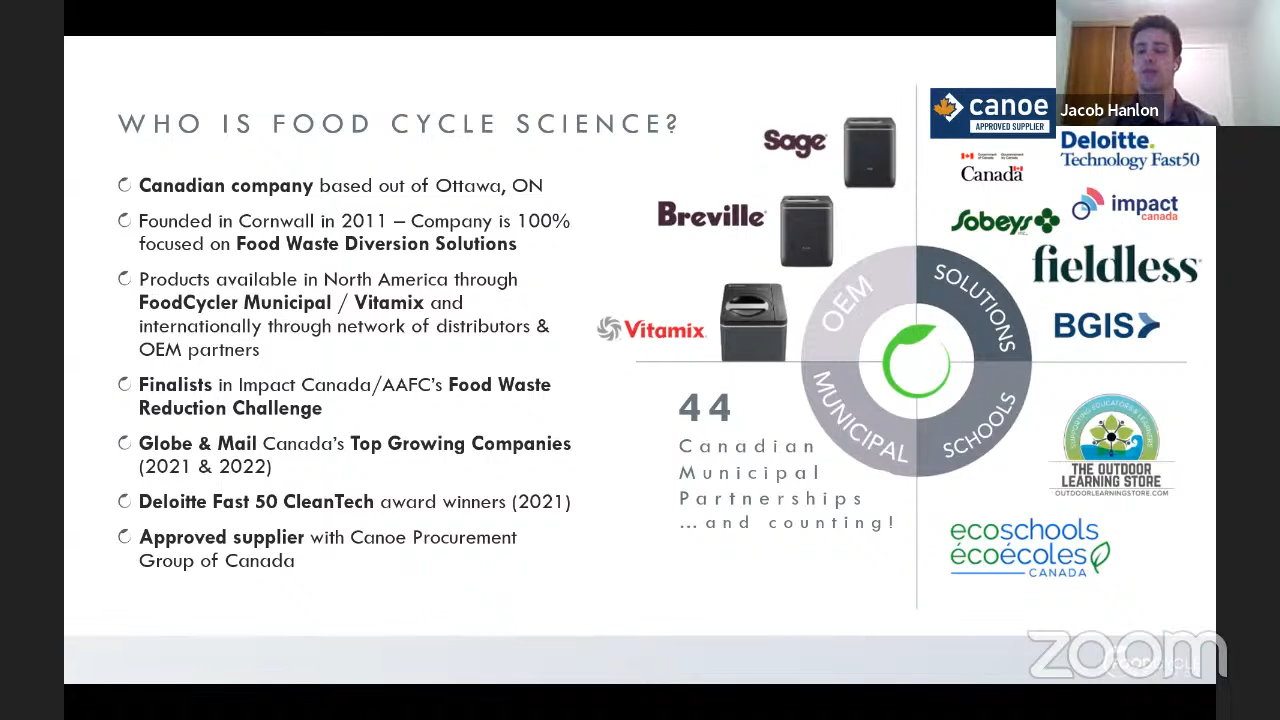 WHO IS FOOD CYCLE SCIENCE?
Canadian company based out of Ottawa, ON
Founded in Cornwall in 2011 – Company is 100%
focused on Food Waste Diversion Solutions
Products available in North America through
FoodCycler Municipal / Vitamix and
internationally through network of distributors &
OEM partners
Finalists in Impact Canada/AAFC's Food Waste
Reduction Challenge
Globe & Mail Canada's Top Growing Companies
(2021 & 2022)
Deloitte Fast 50 CleanTech award winners (2021)
Approved supplier with Canoe Procurement
Group of Canada
Sage
Breville
Vitamix
OEM
SOLUTIONS
MUNICIPAL
SCHOOLS
44
Canadian
Municipal
Partnerships
...and counting!
canoe
APPROVED SUPPLIER
Jacob Hanlon
Deloitte.
Technology Fast50
Canada
impact
canada
Sobeys
fieldless
BGIS
SUPPORTING EDUCATORS & LEARNERS
THE OUTDOOR
LEARNING STORE
OUTDOORLEARNINGSTORE.COM
ecoschools
écoécoles
CANADA
zoom